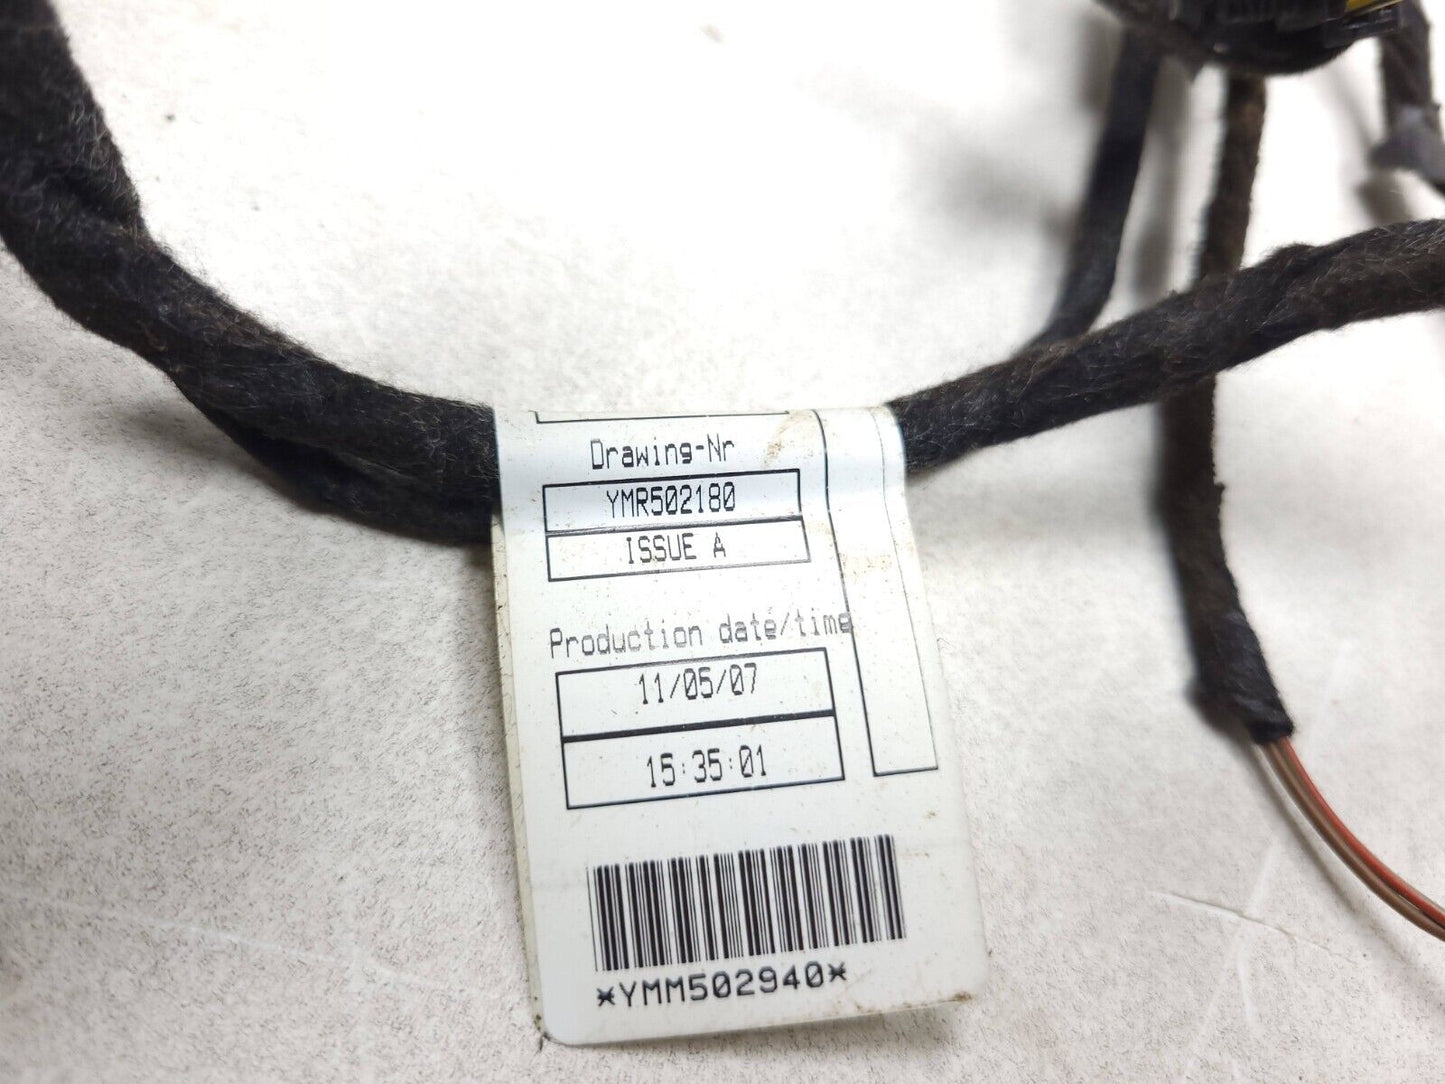 Drawing-Nr
YMR502180
ISSUE A
Production date/time
11/05/07
15:35:01
*YMM502940*